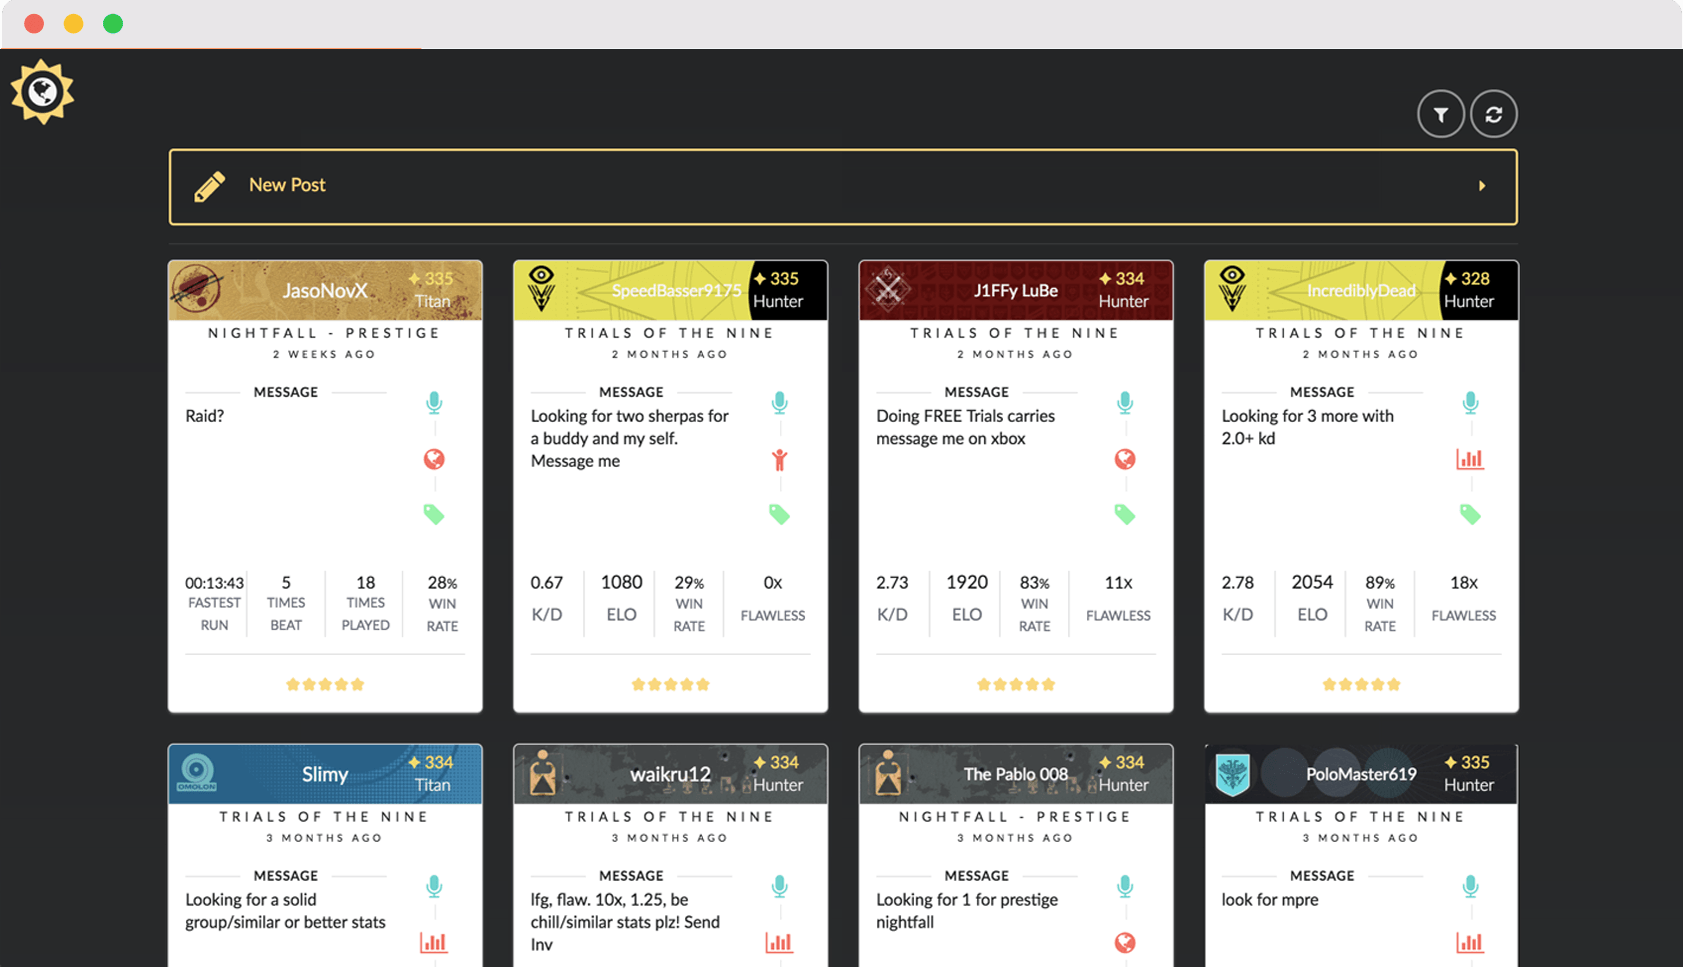 New Post
JasoNovX
335
Titan
NIGHTFALL - PRESTIGE
2 WEEKS AGO
MESSAGE
Raid?
00:13:43
FASTEST
RUN
5
TIMES
BEAT
18
TIMES
PLAYED
28%
WIN
RATE
SpeedBasser9175
335
Hunter
TRIALS OF THE NINE
2 MONTHS AGO
MESSAGE
Looking for two sherpas for
a buddy and my self.
Message me
0.67
K/D
1080
ELO
29%
WIN
RATE
0x
FLAWLESS
J1FFy LuBe
334
Hunter
TRIALS OF THE NINE
2 MONTHS AGO
MESSAGE
Doing FREE Trials carries
message me on xbox
2.73
K/D
1920
ELO
83%
WIN
RATE
11x
FLAWLESS
IncrediblyDead
328
Hunter
TRIALS OF THE NINE
2 MONTHS AGO
MESSAGE
Looking for 3 more with
2.0+ kd
2.78
K/D
2054
ELO
89%
WIN
RATE
18x
FLAWLESS
OMOLON
Slimy
334
Titan
TRIALS OF THE NINE
3 MONTHS AGO
MESSAGE
Looking for a solid
group/similar or better stats
waikru12
334
Hunter
TRIALS OF THE NINE
3 MONTHS AGO
MESSAGE
lfg, flaw. 10x, 1.25, be
chill/similar stats plz! Send
Inv
The Pablo 008
334
Hunter
NIGHTFALL - PRESTIGE
3 MONTHS AGO
MESSAGE
Looking for 1 for prestige
nightfall
PoloMaster619
335
Hunter
TRIALS OF THE NINE
3 MONTHS AGO
MESSAGE
look for mpre